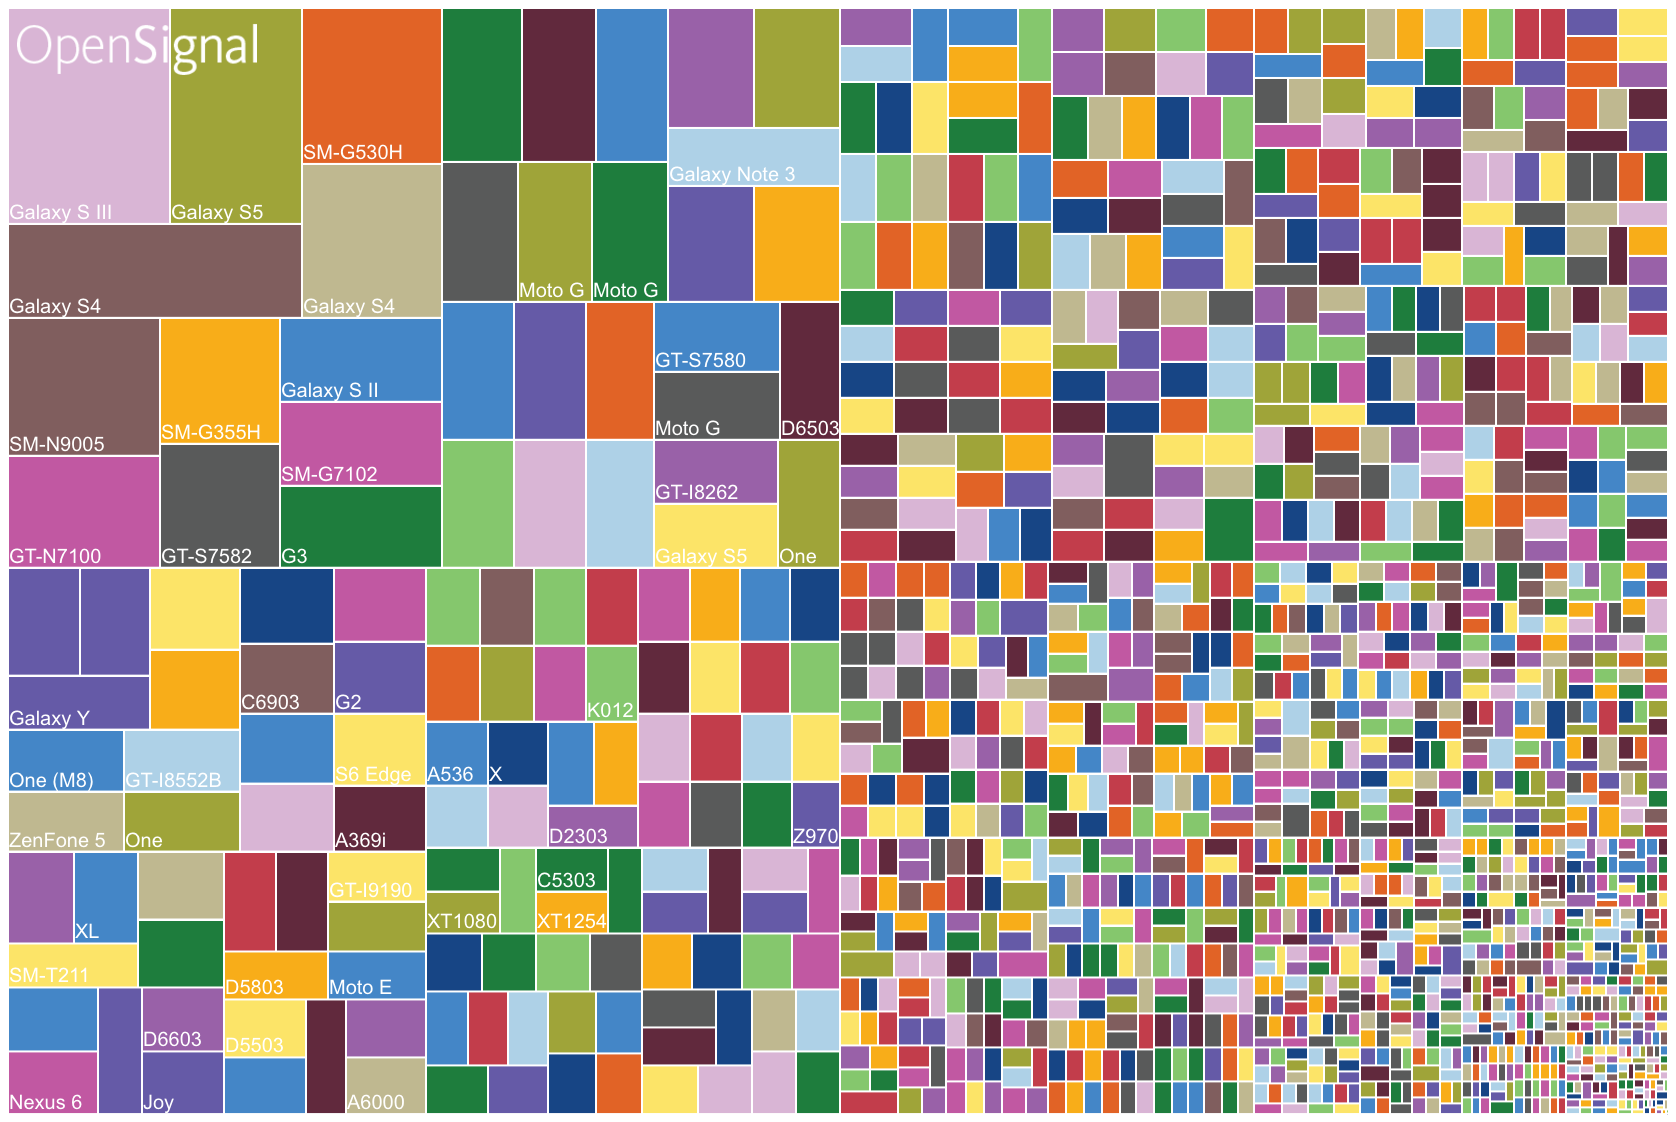 OpenSignal
Galaxy S III
Galaxy S5
SM-G530H
Galaxy Note 3
Galaxy S4
Galaxy S4
Moto G
Moto G
SM-N9005
SM-G355H
Galaxy S II
GT-S7580
Moto G
D6503
SM-G7102
GT-I8262
GT-N7100
GT-S7582
G3
Galaxy S5
One
Galaxy Y
C6903
G2
K012
One (M8)
GT-I8552B
S6 Edge
A536
X
ZenFone 5
One
A369i
D2303
Z970
XL
GT-I9190
C5303
XT1080
XT1254
SM-T211
D5803
Moto E
D6603
D5503
Nexus 6
Joy
A6000